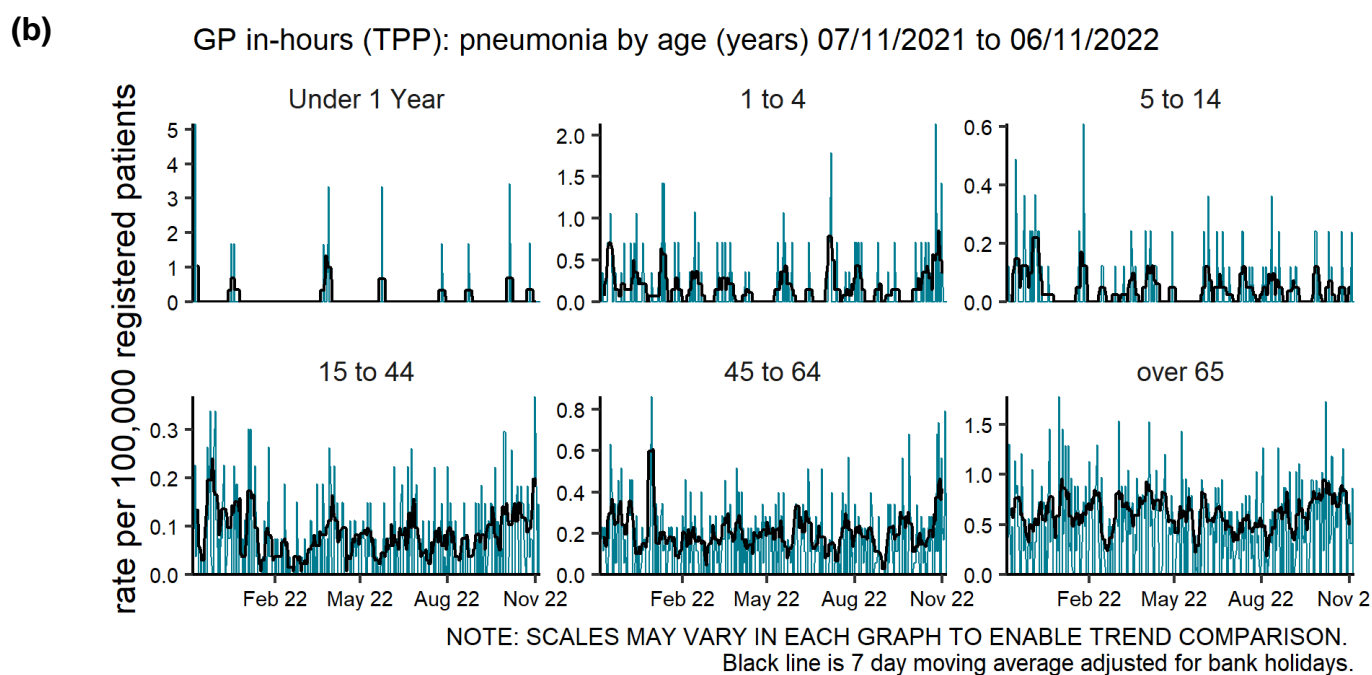 (b)
GP in-hours (TPP): pneumonia by age (years) 07/11/2021 to 06/11/2022
rate per 100,000 registered patients
Under 1 Year
5
4
3
2
1
0
1 to 4
2.0
1.5
1.0
0.5
0.0
5 to 14
0.6
0.4
0.2
0.0
15 to 44
0.3
0.2
0.1
0.0
Feb 22 May 22 Aug 22 Nov 22
45 to 64
0.8
0.6
0.4
0.2
0.0
Feb 22 May 22 Aug 22 Nov 22
over 65
1.5
1.0
0.5
0.0
Feb 22 May 22 Aug 22 Nov 2
NOTE: SCALES MAY VARY IN EACH GRAPH TO ENABLE TREND COMPARISON.
Black line is 7 day moving average adjusted for bank holidays.